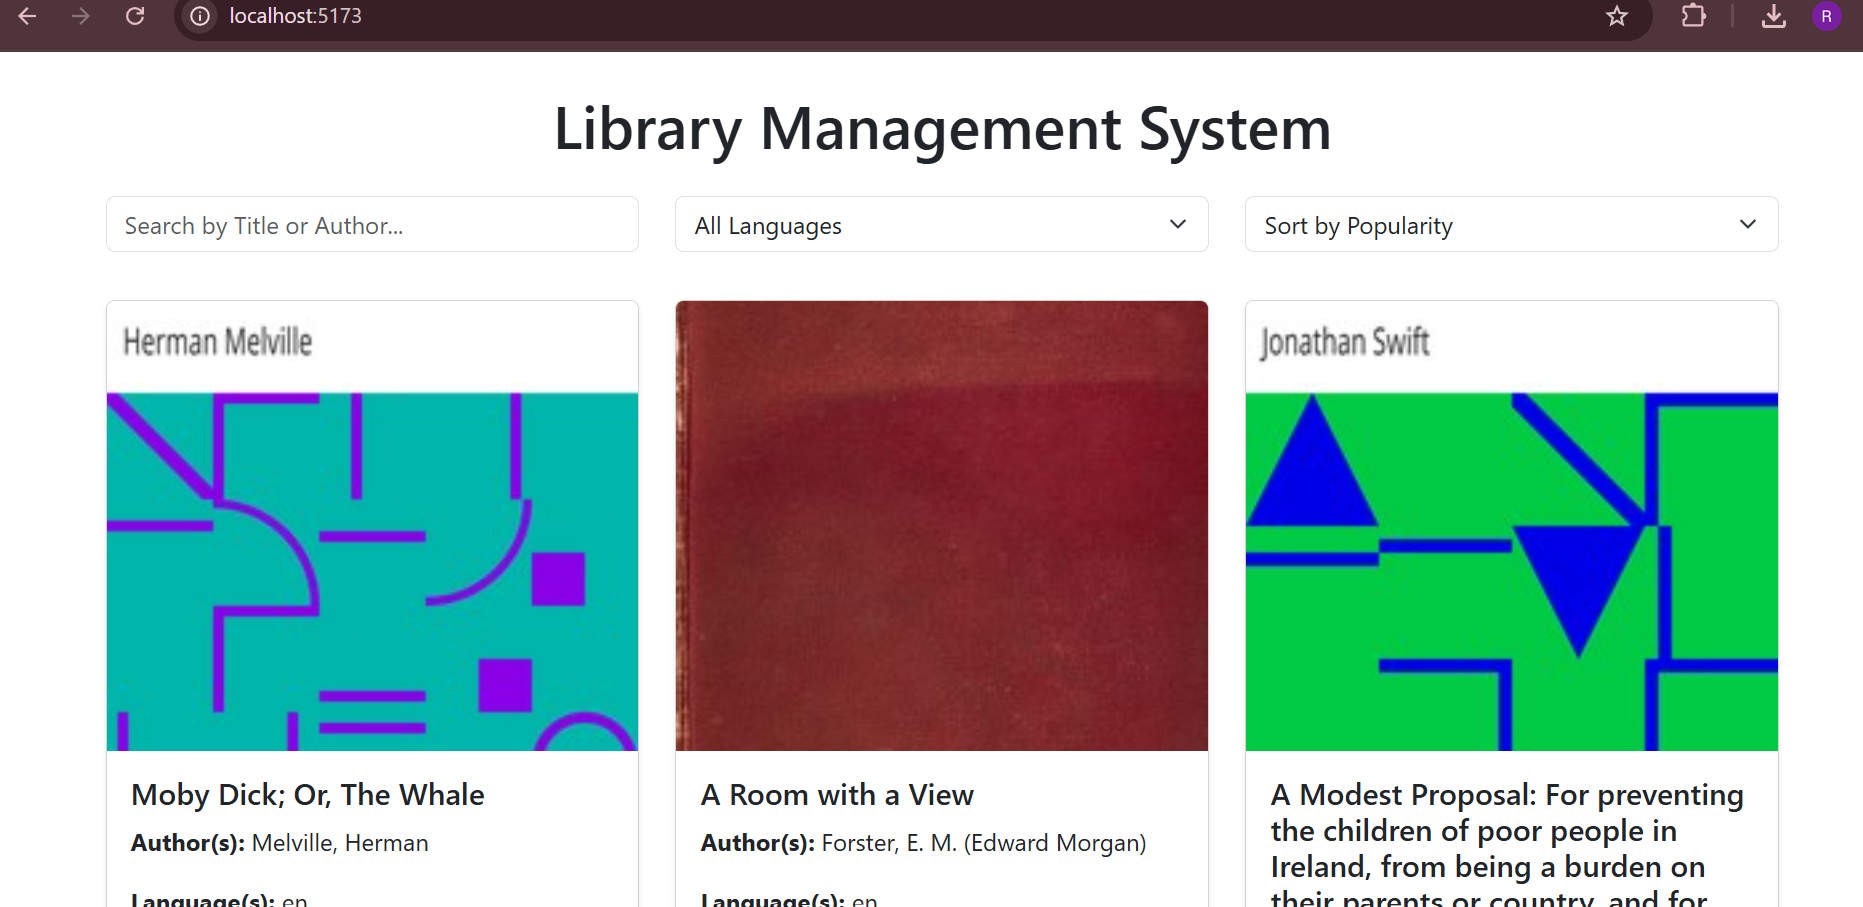 localhost:5173
R
Library Management System
Search by Title or Author...
All Languages
Sort by Popularity
Herman Melville
Jonathan Swift
Moby Dick; Or, The Whale
Author(s): Melville, Herman
Language(s): en
A Room with a View
Author(s): Forster, E. M. (Edward Morgan)
Language(s): en
A Modest Proposal: For preventing
the children of poor people in
Ireland, from being a burden on
their parents or country, and for